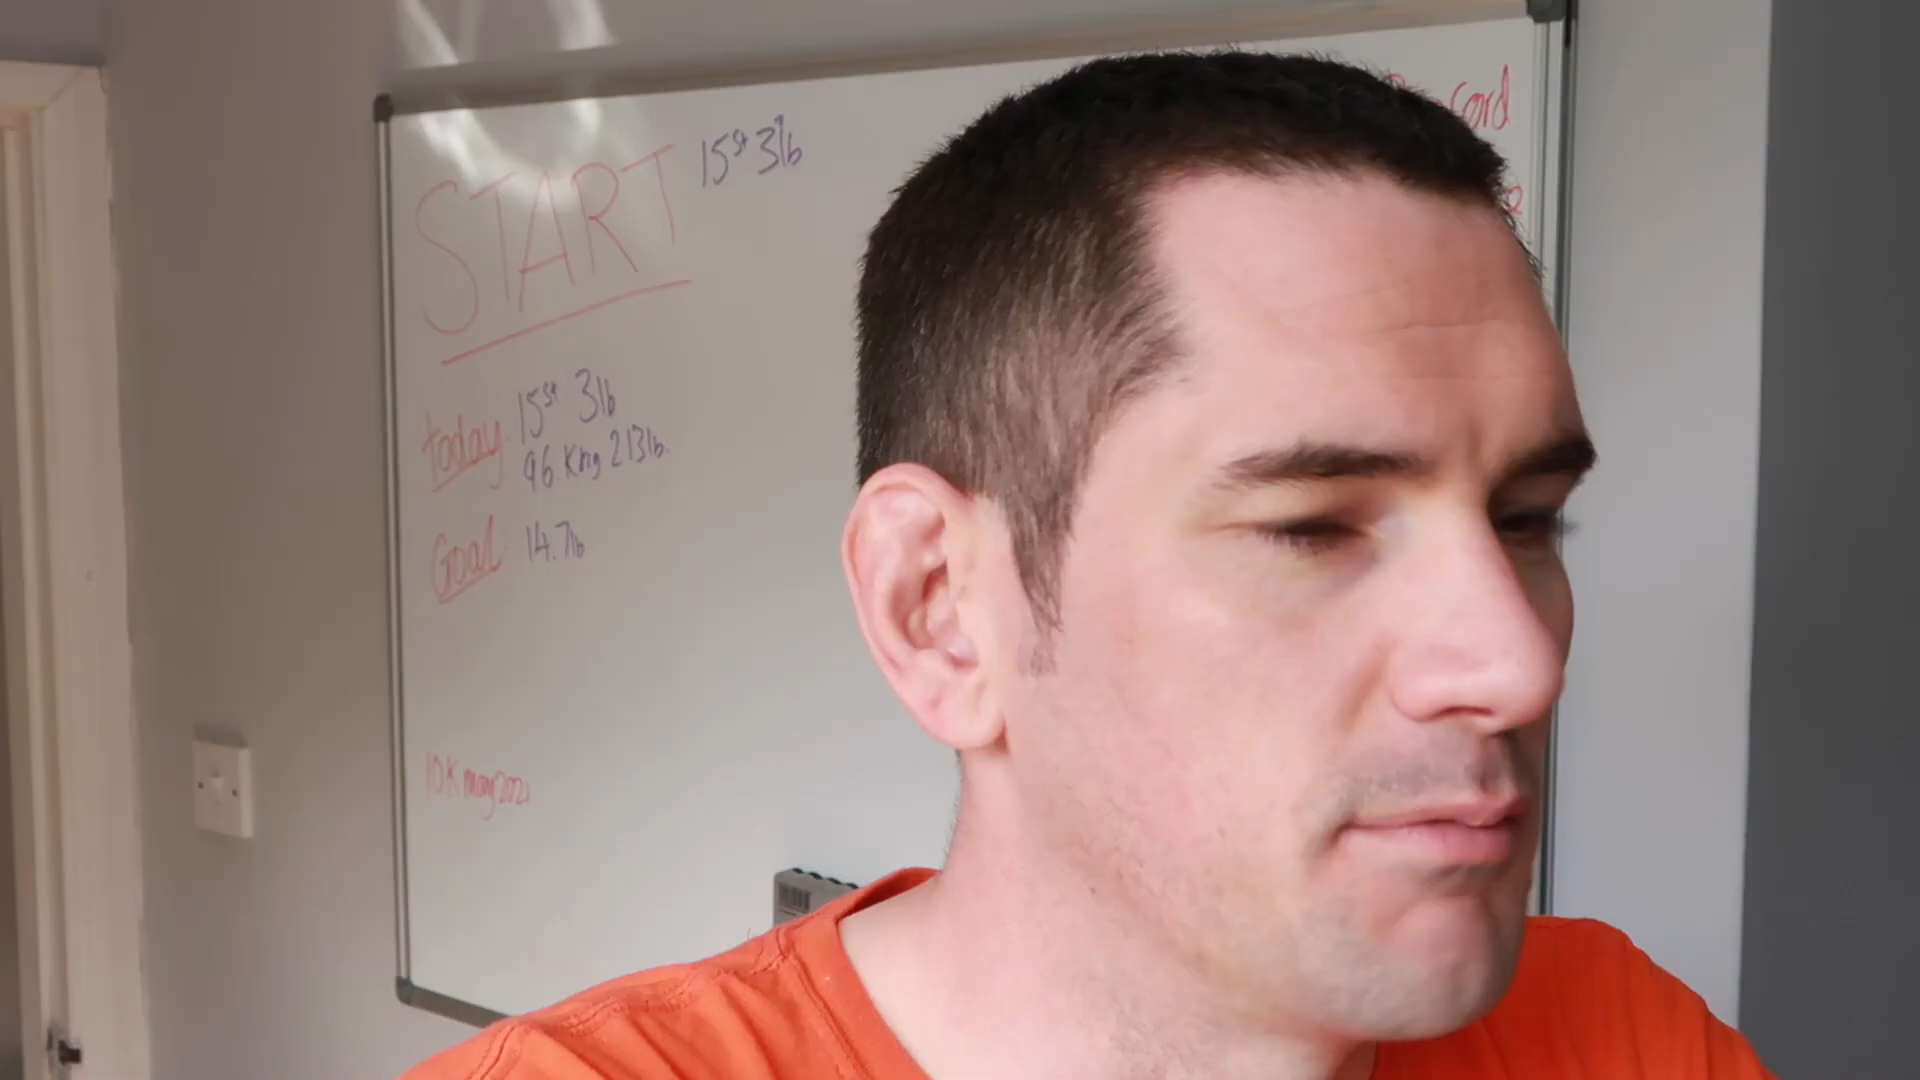 START 15st 3lb
today 15st 3lb
96 Kng 213lb.
Goal 14.7lb
10K may 2021